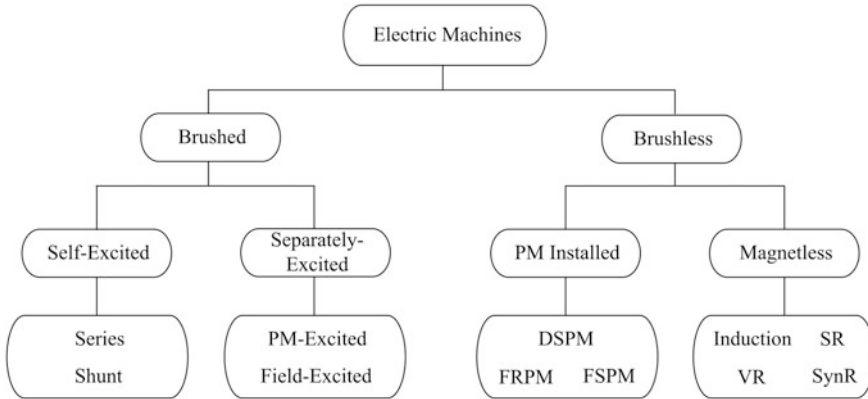 Electric Machines
Brushed
Brushless
Self-Excited
Separately-
Excited
PM Installed
Magnetless
Series
Shunt
PM-Excited
Field-Excited
DSPM
FRPM FSPM
Induction SR
VR SynR